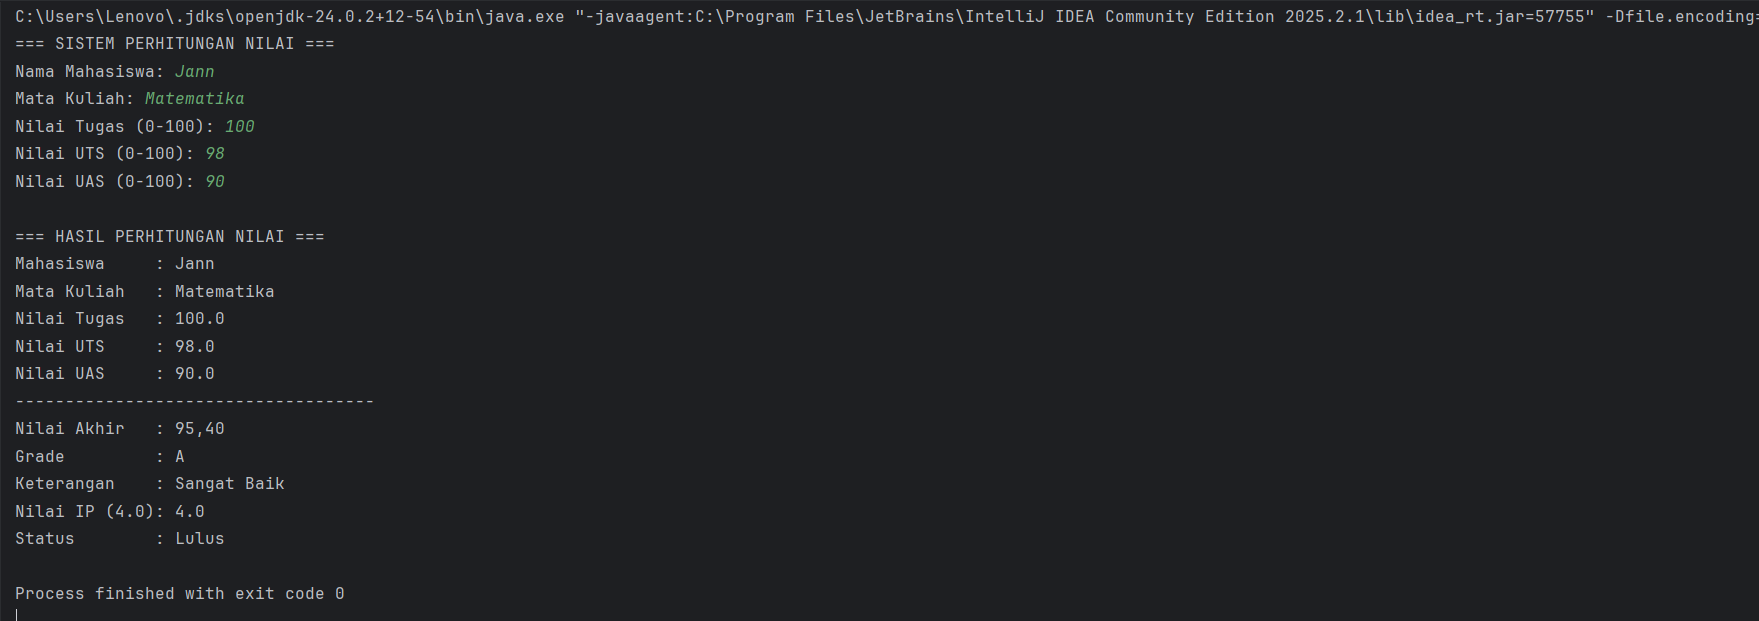 C:\Users\Lenovo\.jdks\openjdk-24.0.2+12-54\bin\java.exe "-javaagent:C:\Program Files\JetBrains\IntelliJ IDEA Community Edition 2025.2.1\lib\idea_rt.jar=57755" -Dfile.encoding=
=== SISTEM PERHITUNGAN NILAI ===
Nama Mahasiswa: Jann
Mata Kuliah: Matematika
Nilai Tugas (0-100): 100
Nilai UTS (0-100): 98
Nilai UAS (0-100): 90
=== HASIL PERHITUNGAN NILAI ===
Mahasiswa     : Jann
Mata Kuliah   : Matematika
Nilai Tugas   : 100.0
Nilai UTS     : 98.0
Nilai UAS     : 90.0
------------------------------------
Nilai Akhir   : 95,40
Grade         : A
Keterangan    : Sangat Baik
Nilai IP (4.0): 4.0
Status        : Lulus
Process finished with exit code 0